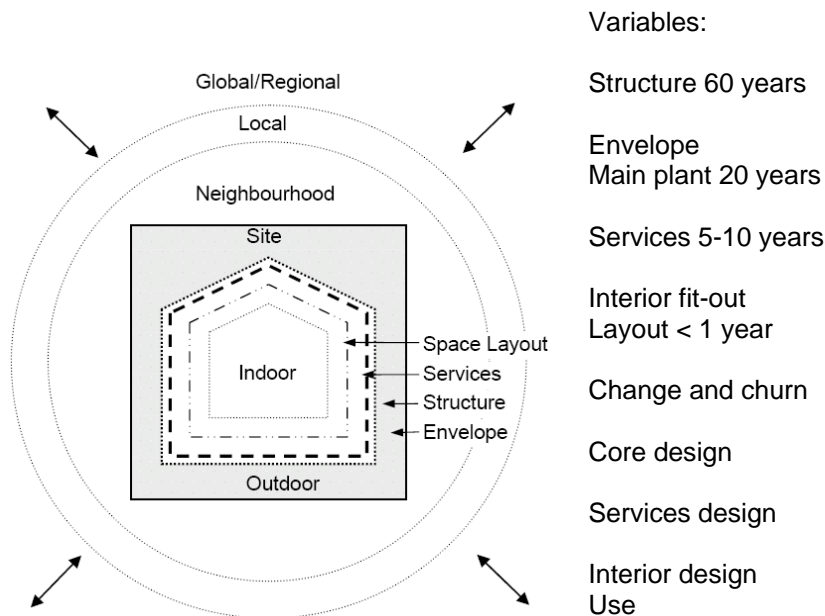 Global/Regional
Local
Neighbourhood
Site
Indoor
Space Layout
Services
Structure
Envelope
Outdoor
Variables:
Structure 60 years
Envelope
Main plant 20 years
Services 5-10 years
Interior fit-out
Layout < 1 year
Change and churn
Core design
Services design
Interior design
Use